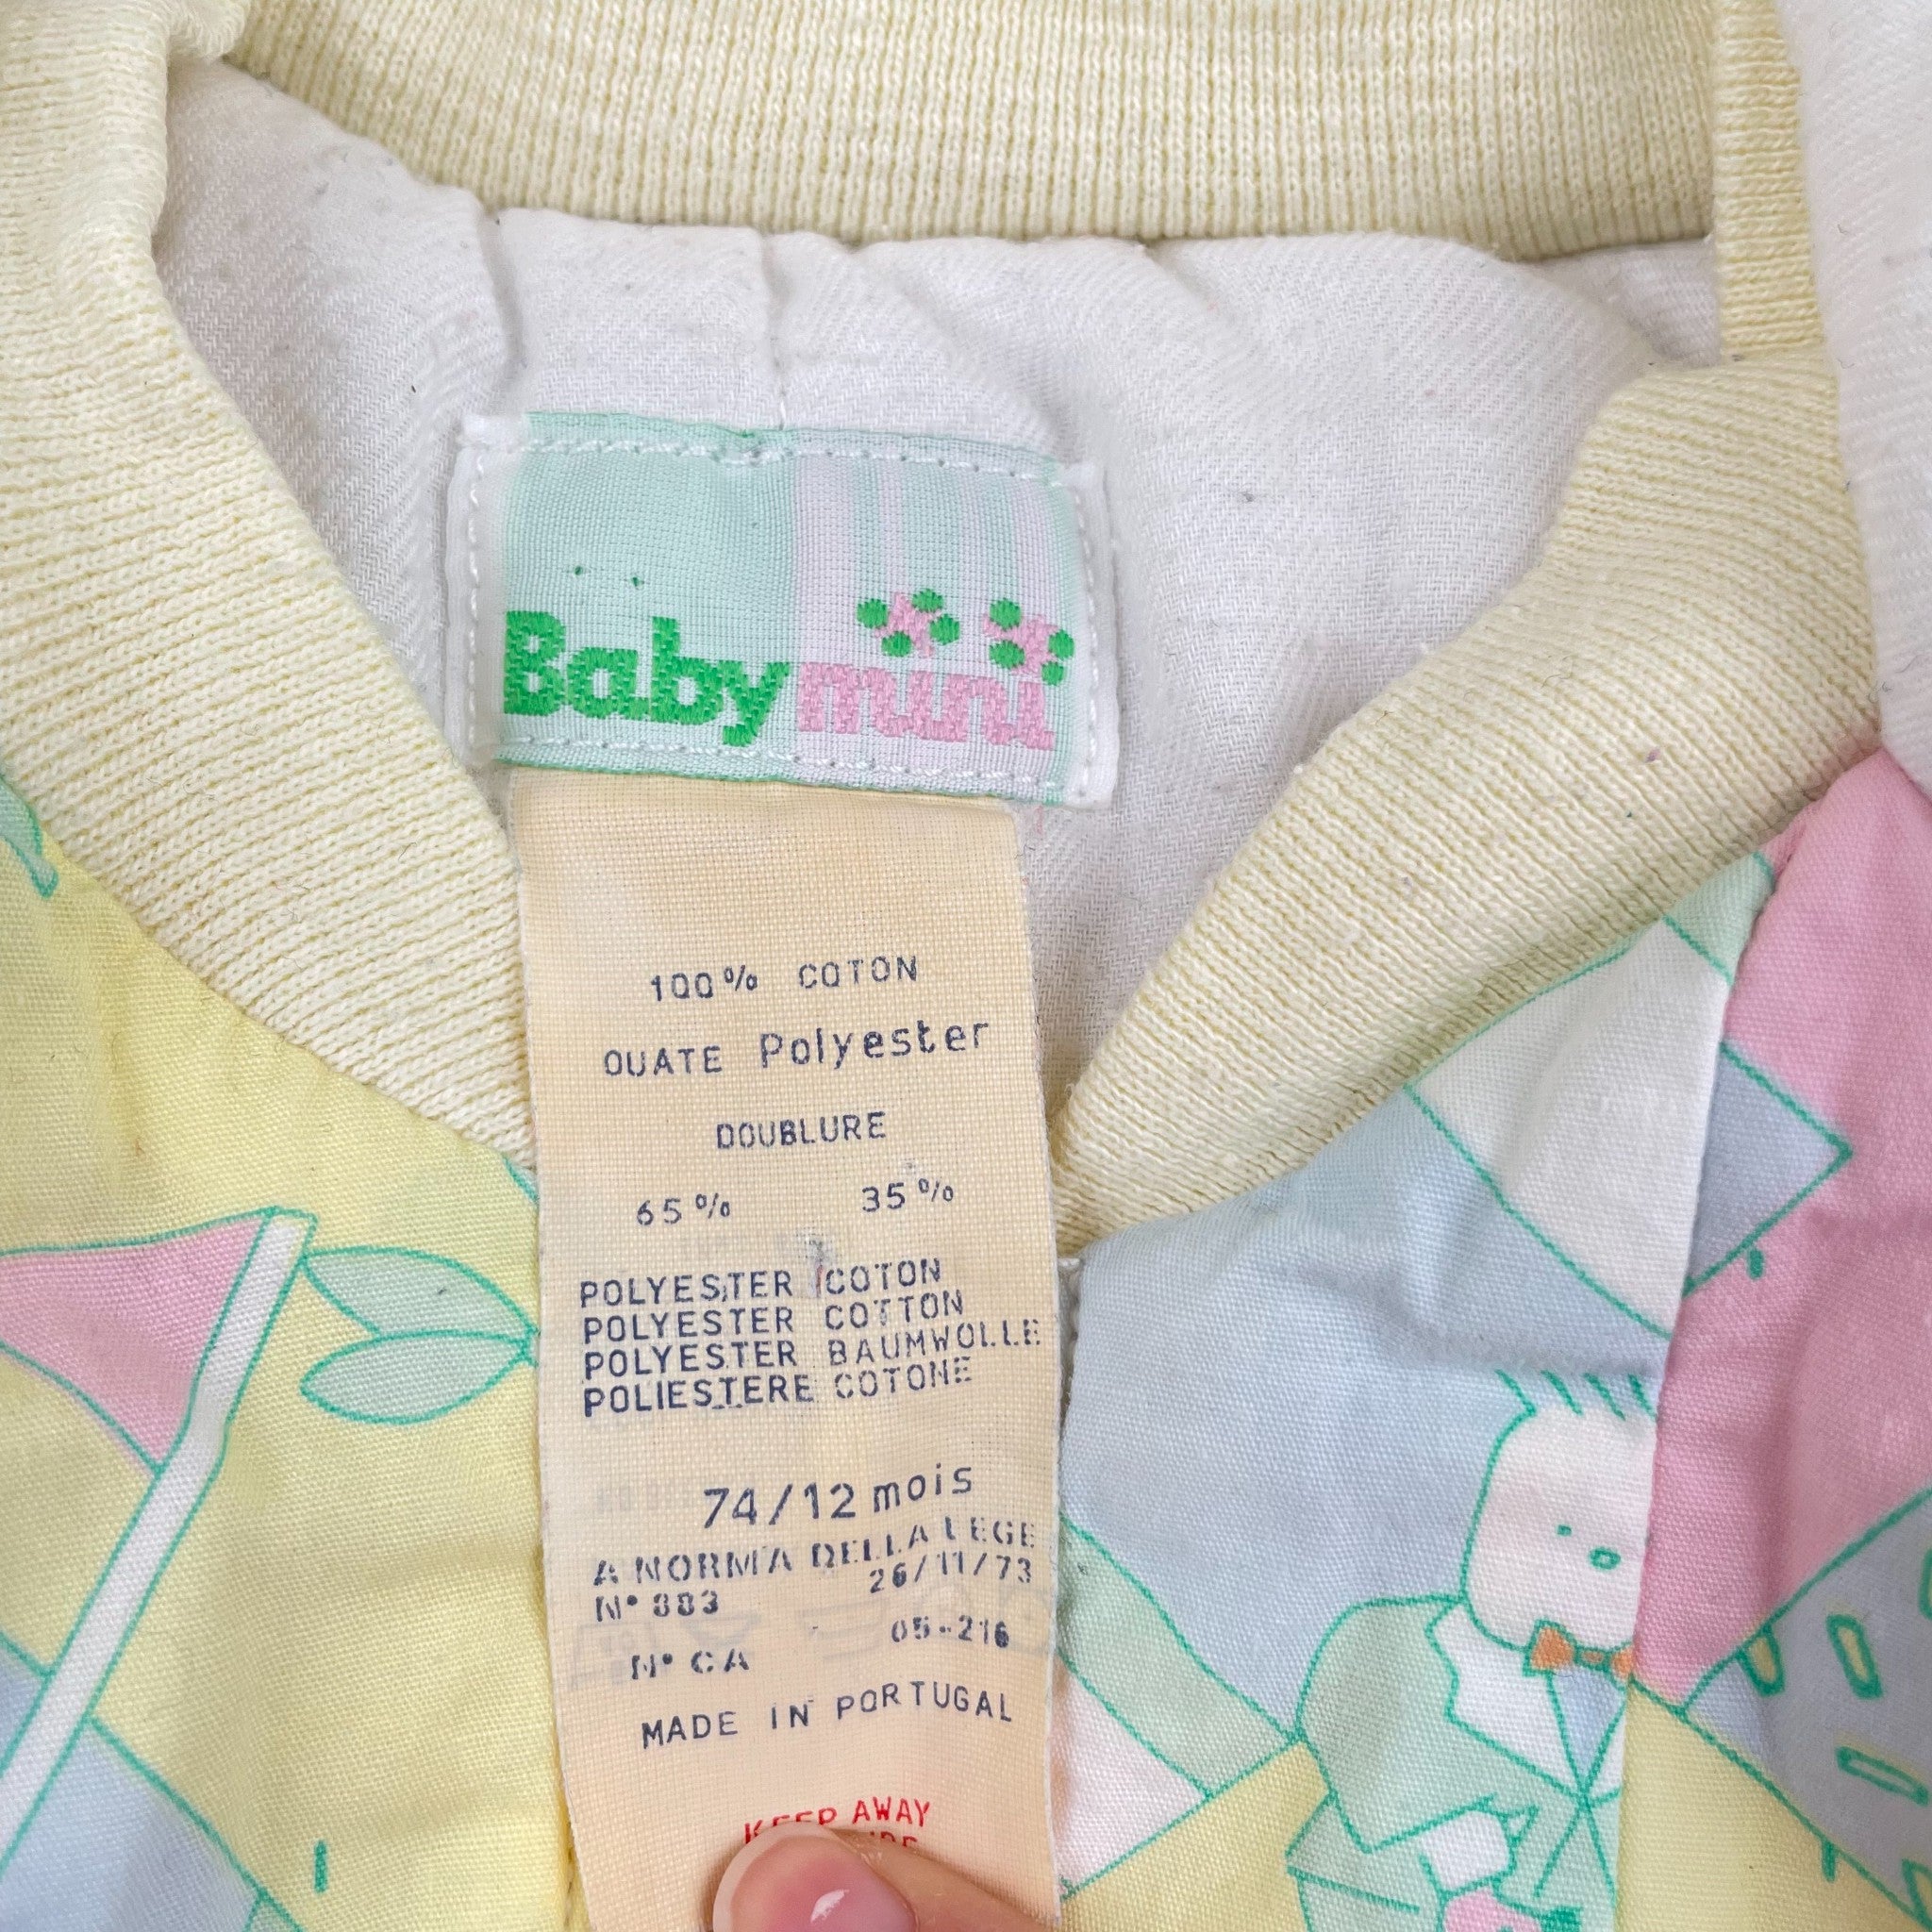 Baby mini
100% COTON
OUATE Polyester
DOUBLURE
65% 35%
POLYESTER COTON
POLYESTER COTTON
POLYESTER BAUMWOLLE
POLIESTERE COTONE
74/12 mois
A NORMA DELLA LEGE
N° 883 26/11/73
N° CA 05-216
MADE IN PORTUGAL
KEEP AWAY